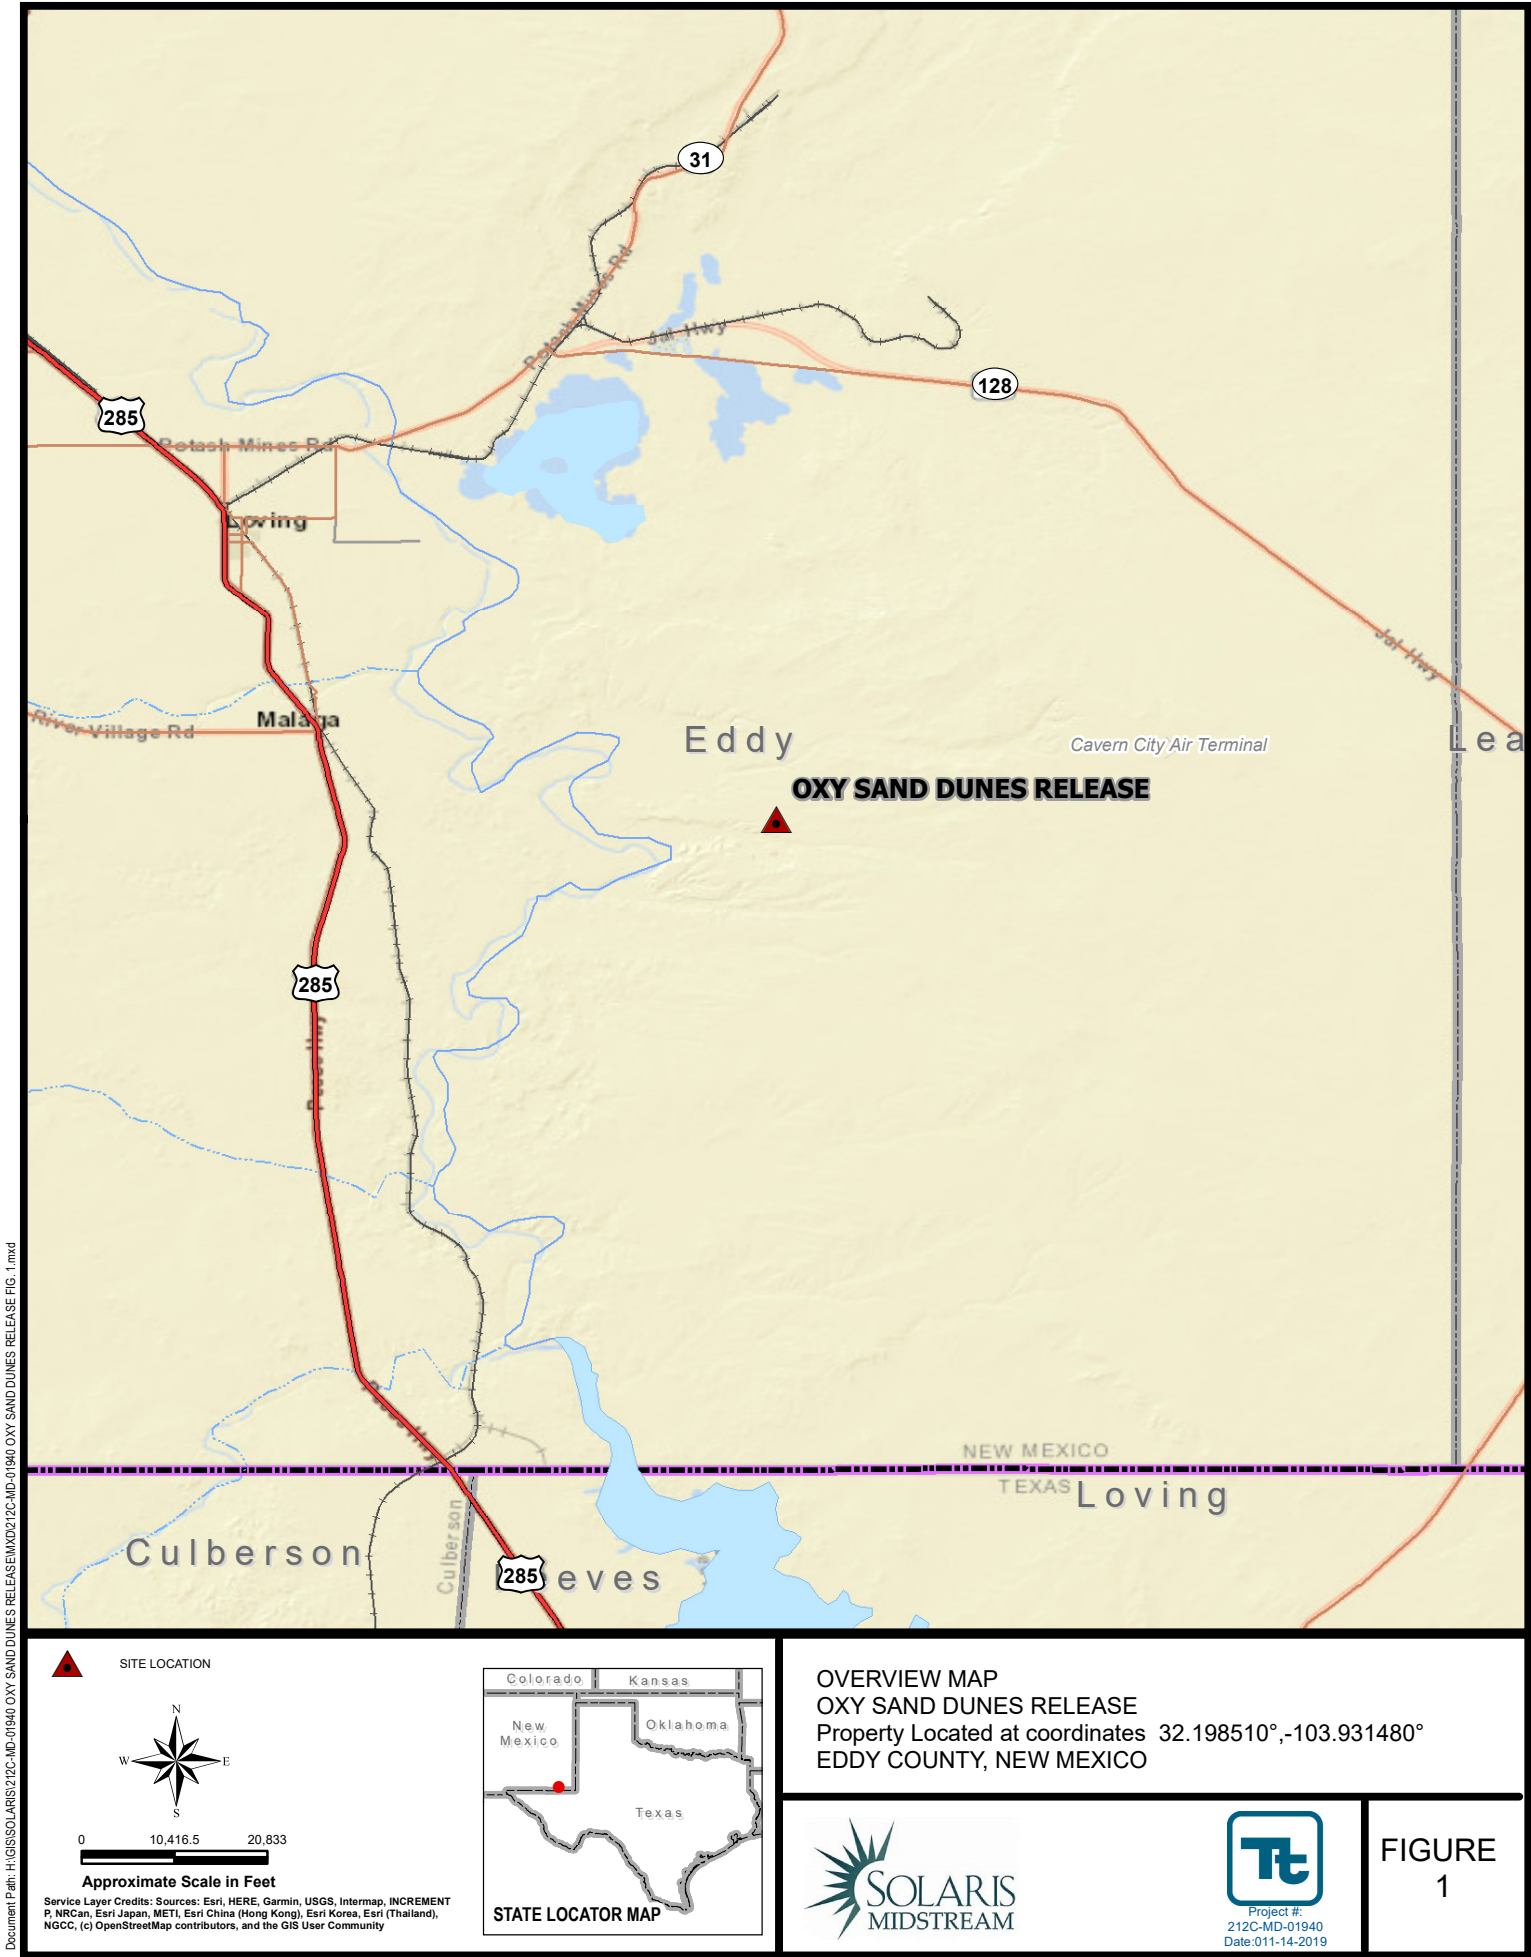 31
Potash Mines Rd
Jal Hwy
128
285
Potash Mines Rd
Loving
Jal Hwy
Malaga
River Village Rd
Eddy
Cavern City Air Terminal
Lea
OXY SAND DUNES RELEASE
285
Pecos Hwy
Pecos Hwy
NEW MEXICO
TEXAS
Loving
Culberson
Culberson
285
eves
Document Path: H:\GIS\SOLARIS\212C-MD-01940 OXY SAND DUNES RELEASE\MXD\212C-MD-01940 OXY SAND DUNES RELEASE FIG. 1.mxd
SITE LOCATION
N
W E
S
0 10,416.5 20,833
Approximate Scale in Feet
Service Layer Credits: Sources: Esri, HERE, Garmin, USGS, Intermap, INCREMENT
P, NRCan, Esri Japan, METI, Esri China (Hong Kong), Esri Korea, Esri (Thailand),
NGCC, (c) OpenStreetMap contributors, and the GIS User Community
Colorado
Kansas
New
Mexico
Oklahoma
Texas
STATE LOCATOR MAP
OVERVIEW MAP
OXY SAND DUNES RELEASE
Property Located at coordinates 32.198510°,-103.931480°
EDDY COUNTY, NEW MEXICO
SOLARIS
MIDSTREAM
Tt
Project #:
212C-MD-01940
Date:011-14-2019
FIGURE
1